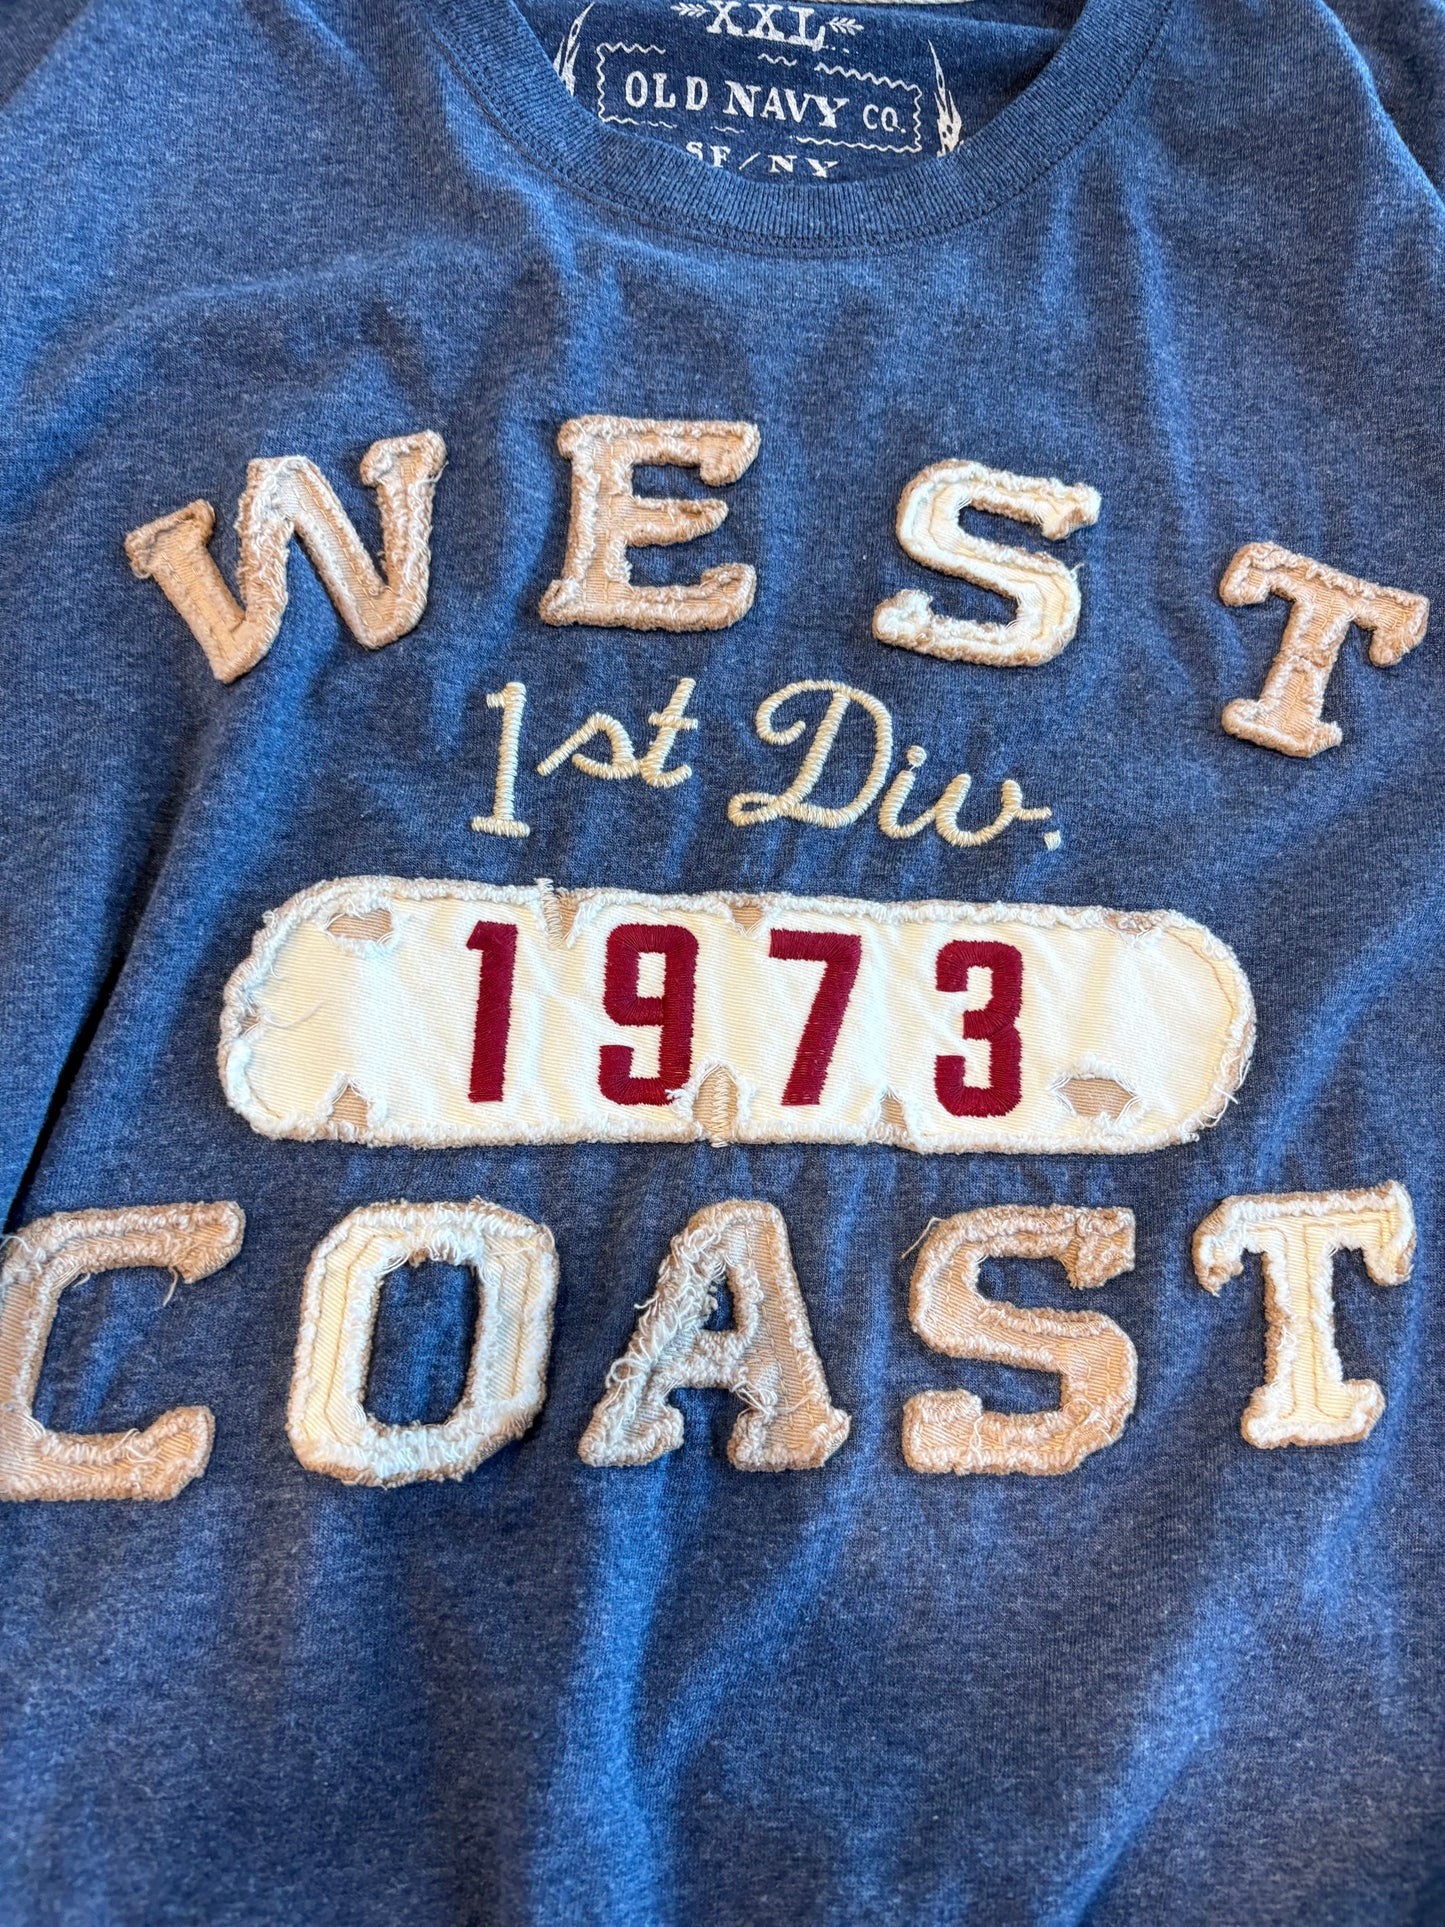 XXL
OLD NAVY CO.
SF/NY
WEST
1st Div.
1973
COAST